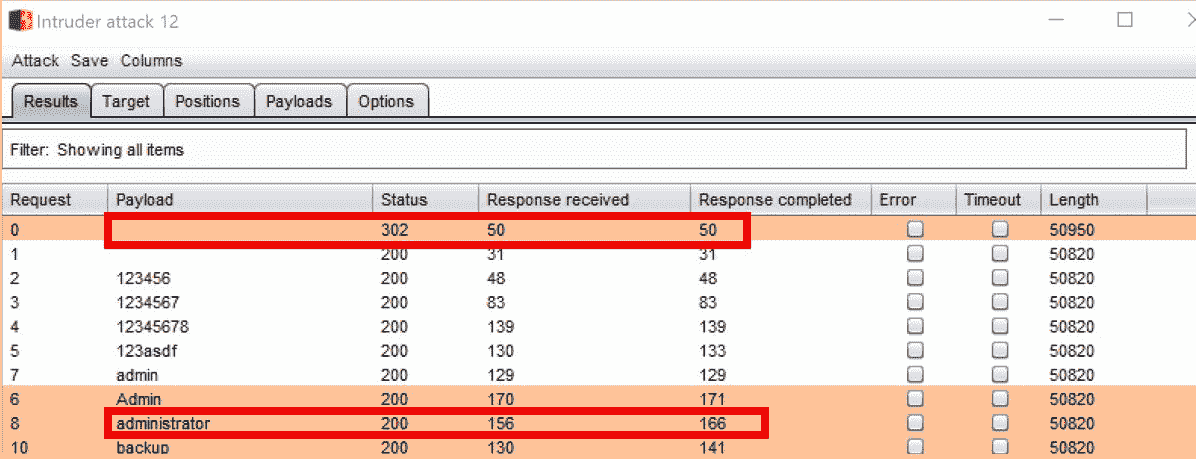 Intruder attack 12
Attack Save Columns
Results Target Positions Payloads Options
Filter: Showing all items
Request Payload Status Response received Response completed Error Timeout Length
0 302 50 50 50950
1 200 31 31 50820
2 123456 200 48 48 50820
3 1234567 200 83 83 50820
4 12345678 200 139 139 50820
5 123asdf 200 130 133 50820
7 admin 200 129 129 50820
6 Admin 200 170 171 50820
8 administrator 200 156 166 50820
10 backup 200 130 141 50820